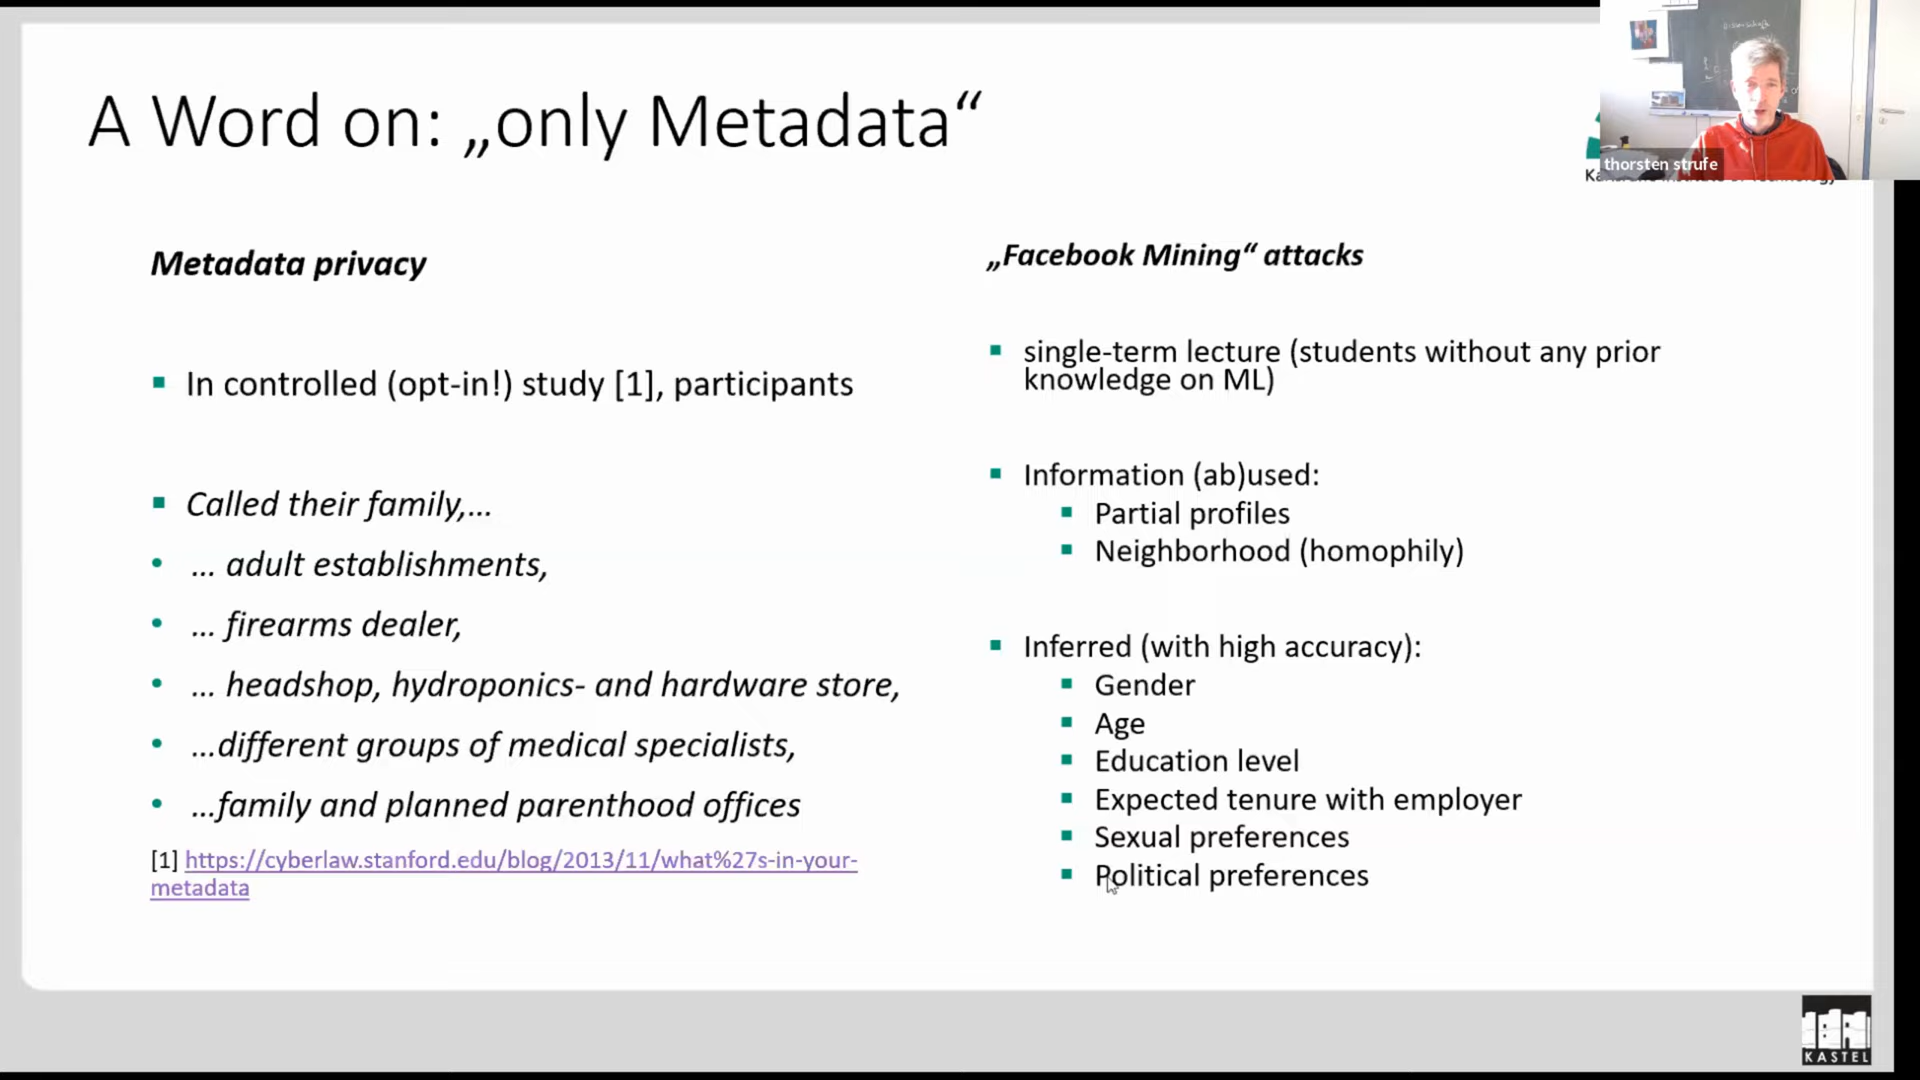 A Word on: „only Metadata“
thorsten strufe
Metadata privacy
In controlled (opt-in!) study [1], participants
Called their family,...
... adult establishments,
... firearms dealer,
... headshop, hydroponics- and hardware store,
...different groups of medical specialists,
...family and planned parenthood offices
[1] https://cyberlaw.stanford.edu/blog/2013/11/what%27s-in-your-
metadata
„Facebook Mining“ attacks
single-term lecture (students without any prior
knowledge on ML)
Information (ab)used:
Partial profiles
Neighborhood (homophily)
Inferred (with high accuracy):
Gender
Age
Education level
Expected tenure with employer
Sexual preferences
Political preferences
KASTEL